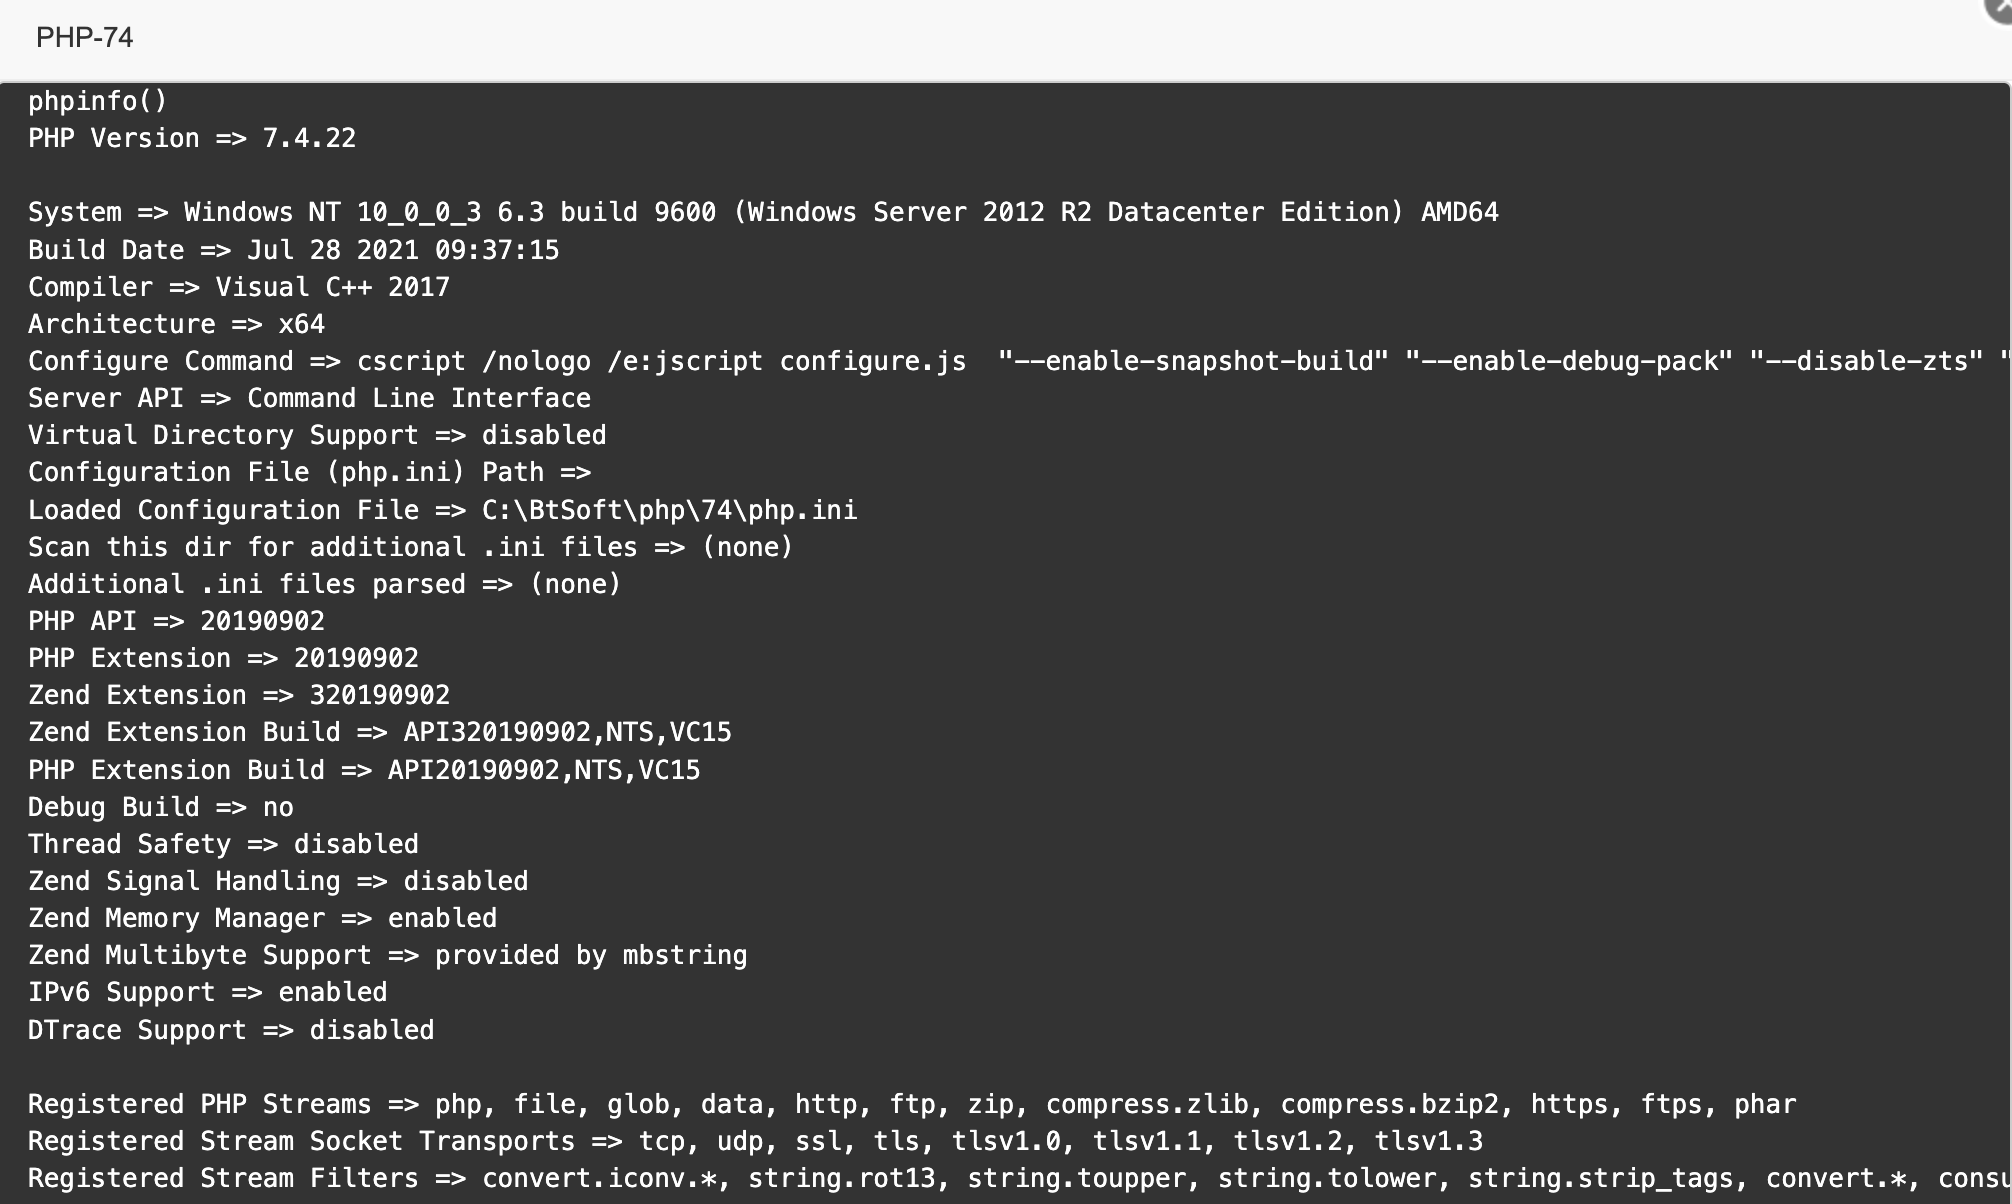 PHP-74
phpinfo()
PHP Version => 7.4.22
System => Windows NT 10_0_0_3 6.3 build 9600 (Windows Server 2012 R2 Datacenter Edition) AMD64
Build Date => Jul 28 2021 09:37:15
Compiler => Visual C++ 2017
Architecture => x64
Configure Command => cscript /nologo /e:jscript configure.js  "--enable-snapshot-build" "--enable-debug-pack" "--disable-zts" "
Server API => Command Line Interface
Virtual Directory Support => disabled
Configuration File (php.ini) Path =>
Loaded Configuration File => C:\BtSoft\php\74\php.ini
Scan this dir for additional .ini files => (none)
Additional .ini files parsed => (none)
PHP API => 20190902
PHP Extension => 20190902
Zend Extension => 320190902
Zend Extension Build => API320190902,NTS,VC15
PHP Extension Build => API20190902,NTS,VC15
Debug Build => no
Thread Safety => disabled
Zend Signal Handling => disabled
Zend Memory Manager => enabled
Zend Multibyte Support => provided by mbstring
IPv6 Support => enabled
DTrace Support => disabled
Registered PHP Streams => php, file, glob, data, http, ftp, zip, compress.zlib, compress.bzip2, https, ftps, phar
Registered Stream Socket Transports => tcp, udp, ssl, tls, tlsv1.0, tlsv1.1, tlsv1.2, tlsv1.3
Registered Stream Filters => convert.iconv.*, string.rot13, string.toupper, string.tolower, string.strip_tags, convert.*,